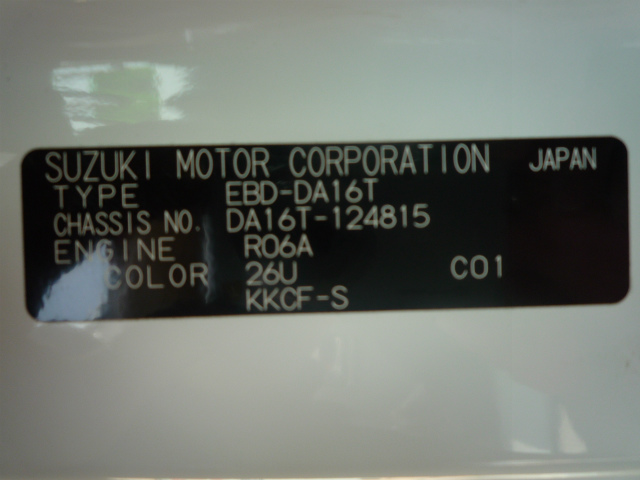 SUZUKI MOTOR CORPORATION JAPAN
TYPE EBD-DA16T
CHASSIS NO. DA16T-124815
ENGINE R06A
COLOR 26U C01
KKCF-S